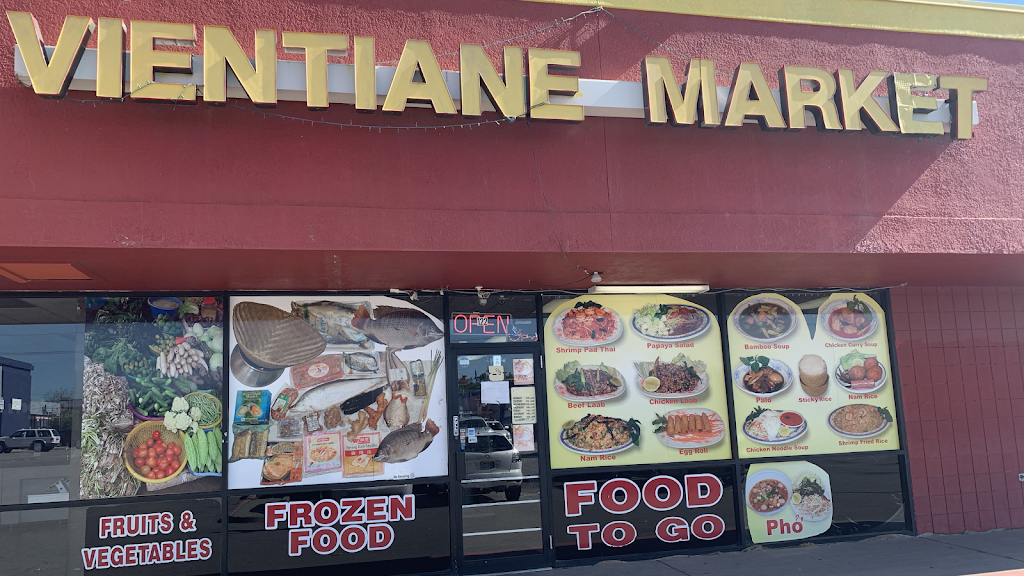 VIENTIANE MARKET
OPEN
Shrimp Pad Thai
Papaya Salad
Beef Laab
Chicken Laab
Nam Rice
Egg Roll
Bamboo Soup
Chicken Curry Soup
Pala
Sticky Rice
Nam Rice
Chicken Noodle Soup
Shrimp Fried Rice
FRUITS &
VEGETABLES
FROZEN
FOOD
FOOD
TO GO
Phở